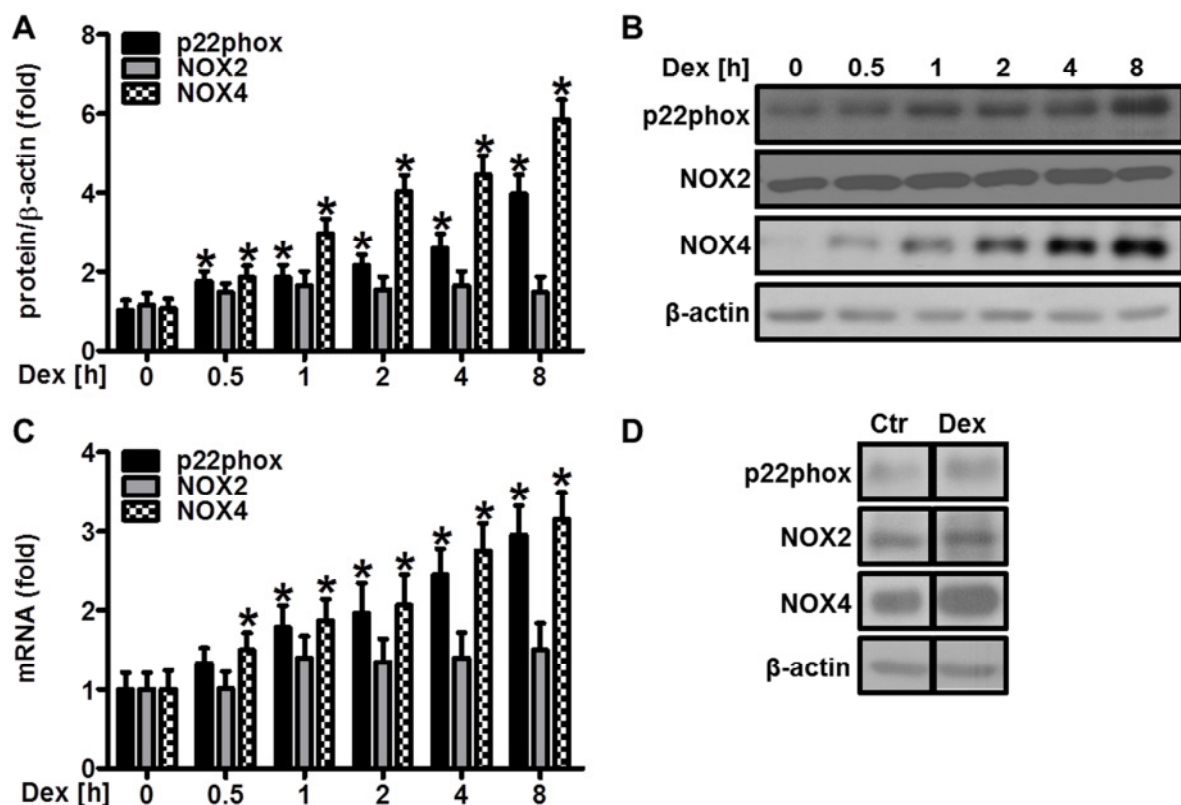 A
p22phox
NOX2
NOX4
protein/β-actin (fold)
8
6
4
2
0
* * * * * * * * * *
Dex [h] 0 0.5 1 2 4 8
B
Dex [h] 0 0.5 1 2 4 8
p22phox
NOX2
NOX4
β-actin
C
p22phox
NOX2
NOX4
mRNA (fold)
4
3
2
1
0
* * * * * * * * *
Dex [h] 0 0.5 1 2 4 8
D
Ctr Dex
p22phox
NOX2
NOX4
β-actin